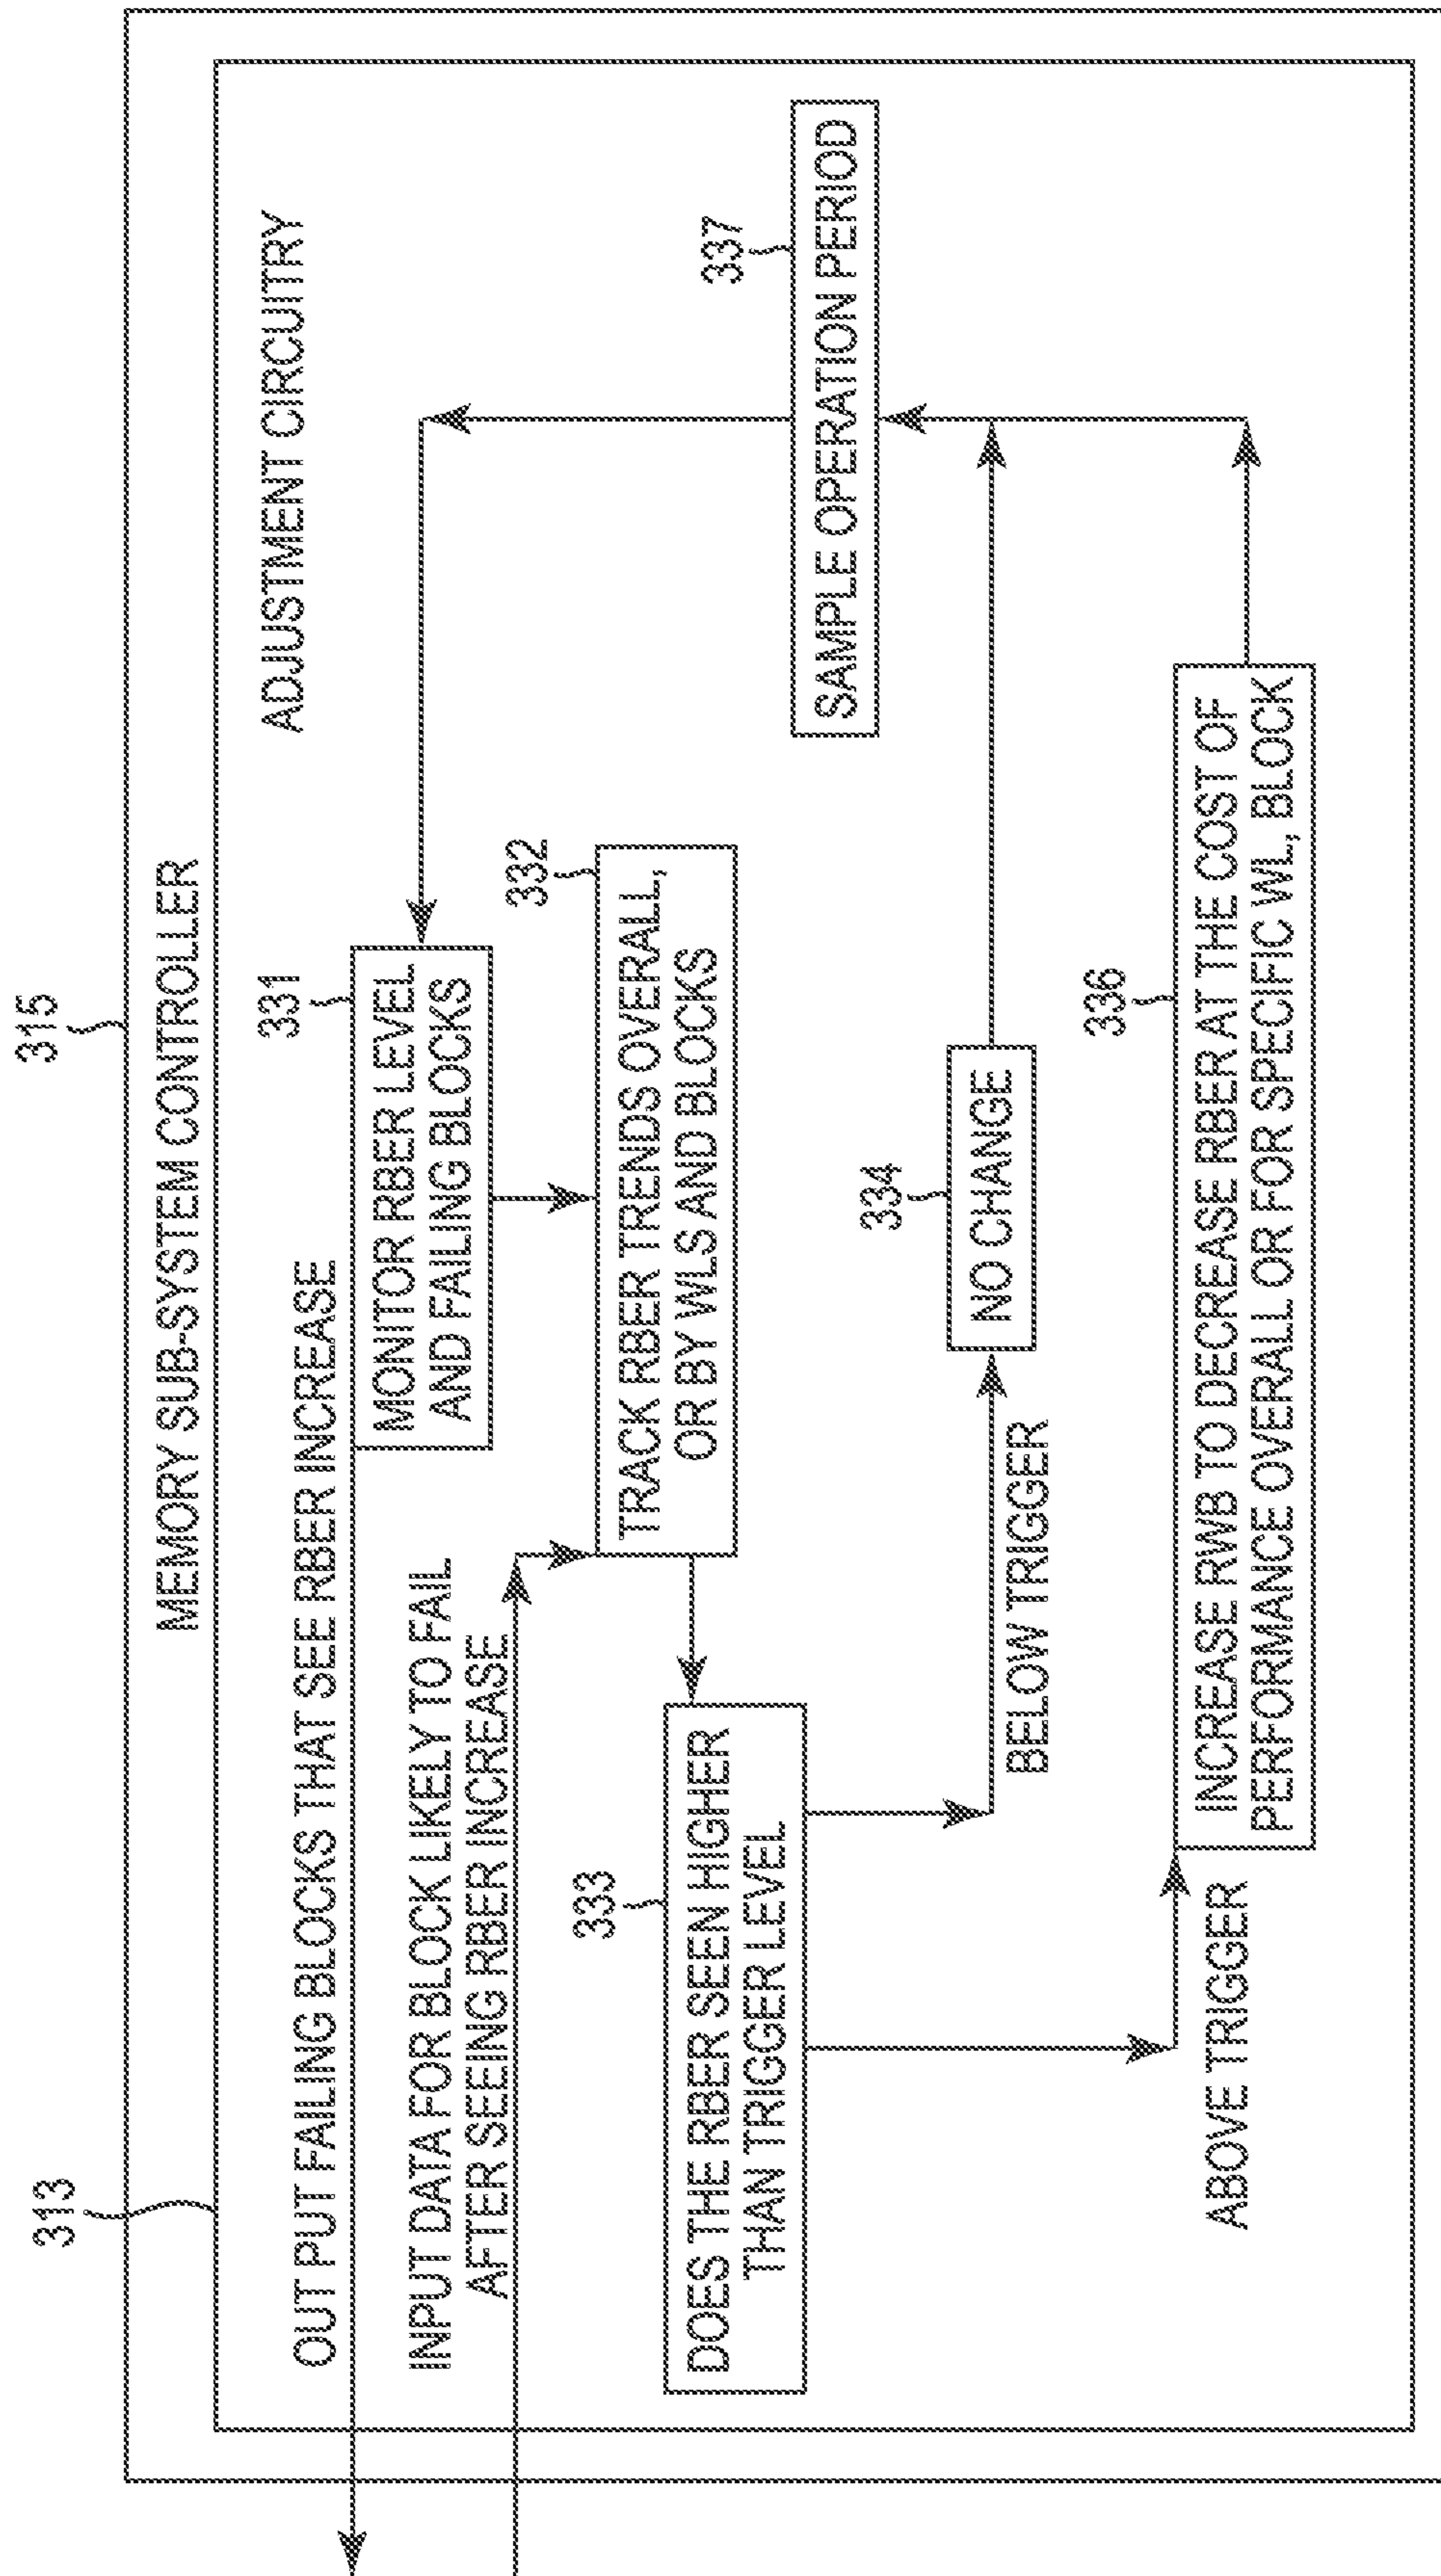 315
MEMORY SUB-SYSTEM CONTROLLER
313
ADJUSTMENT CIRCUITRY
OUT PUT FAILING BLOCKS THAT SEE RBER INCREASE
331
MONITOR RBER LEVEL
AND FAILING BLOCKS
INPUT DATA FOR BLOCK LIKELY TO FAIL
AFTER SEEING RBER INCREASE
332
TRACK RBER TRENDS OVERALL,
OR BY WLS AND BLOCKS
333
DOES THE RBER SEEN HIGHER
THAN TRIGGER LEVEL
337
SAMPLE OPERATION PERIOD
334
NO CHANGE
BELOW TRIGGER
336
INCREASE RWB TO DECREASE RBER AT THE COST OF
PERFORMANCE OVERALL OR FOR SPECIFIC WL, BLOCK
ABOVE TRIGGER